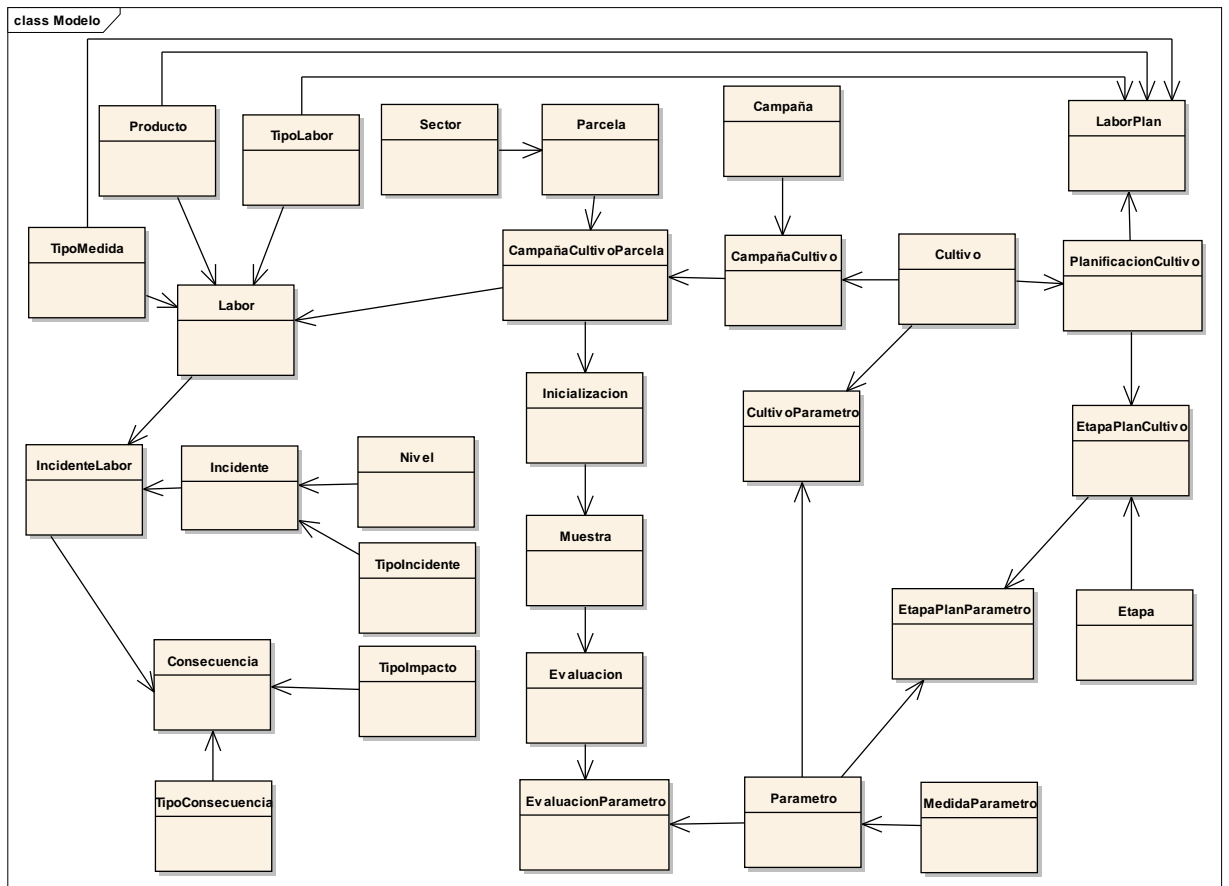 class Modelo
Producto
TipoLabor
Sector
Parcela
Campaña
LaborPlan
TipoMedida
CampañaCultivoParcela
CampañaCultivo
Cultivo
PlanificacionCultivo
Labor
Inicializacion
CultivoParametro
EtapaPlanCultivo
IncidenteLabor
Incidente
Nivel
Muestra
TipoIncidente
EtapaPlanParametro
Etapa
Consecuencia
TipoImpacto
Evaluacion
TipoConsecuencia
EvaluacionParametro
Parametro
MedidaParametro